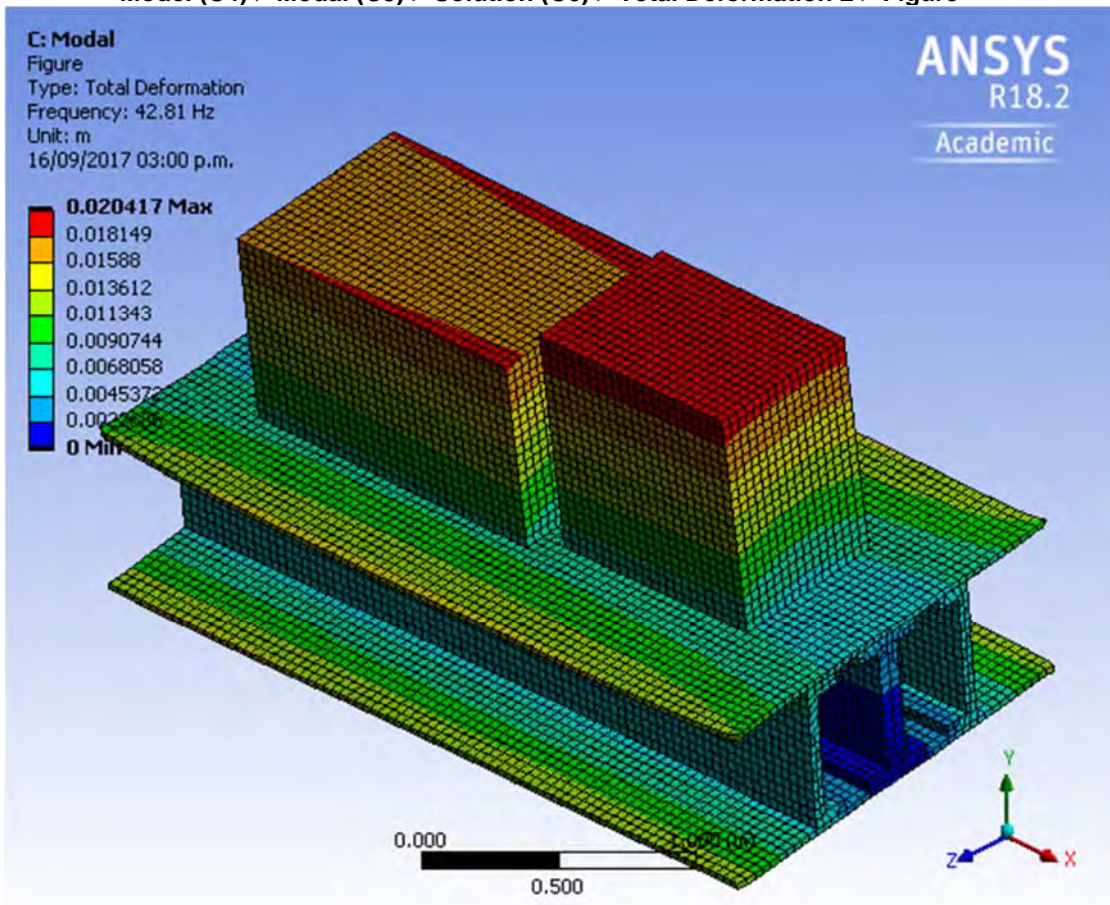 C: Modal
Figure
Type: Total Deformation
Frequency: 42.81 Hz
Unit: m
16/09/2017 03:00 p.m.
ANSYS
R18.2
Academic
0.020417 Max
0.018149
0.01588
0.013612
0.011343
0.0090744
0.0068058
0.0045372
0 Min
Y
Z
X
0.000
0.500